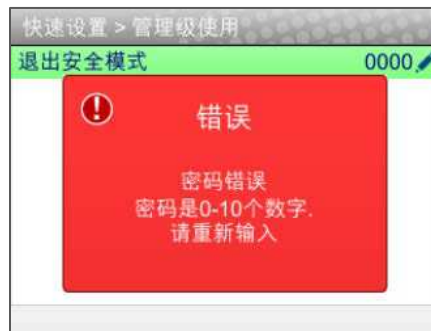 快速设置 > 管理级使用
退出安全模式 0000
错误
密码错误
密码是0-10个数字.
请重新输入